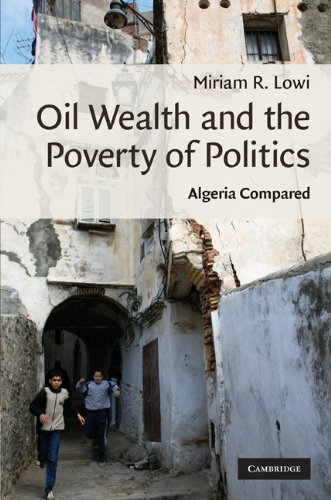 Miriam R. Lowi
Oil Wealth and the
Poverty of Politics
Algeria Compared
CAMBRIDGE